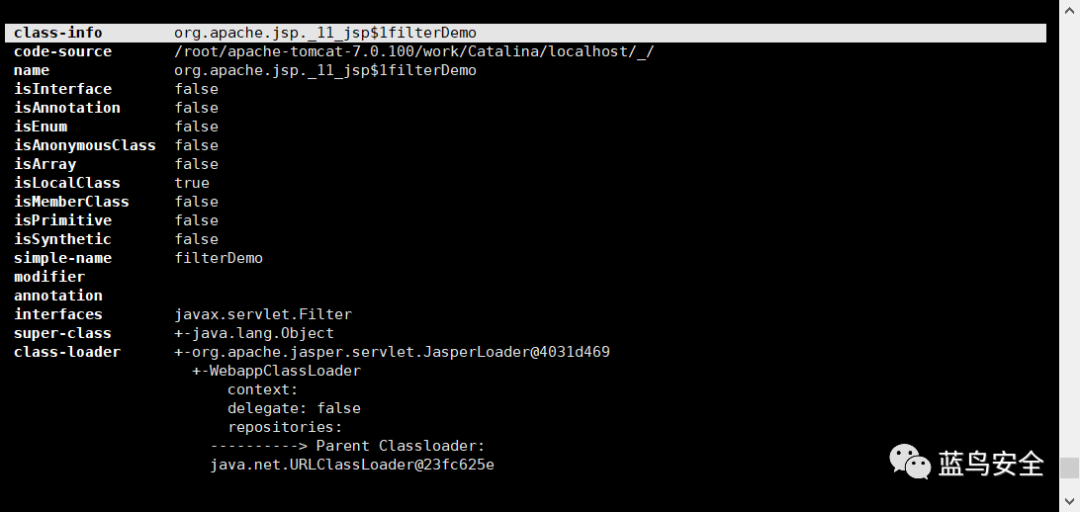 class-info org.apache.jsp._11_jsp$1filterDemo
code-source /root/apache-tomcat-7.0.100/work/Catalina/localhost/_/
name org.apache.jsp._11_jsp$1filterDemo
isInterface false
isAnnotation false
isEnum false
isAnonymousClass false
isArray false
isLocalClass true
isMemberClass false
isPrimitive false
isSynthetic false
simple-name filterDemo
modifier
annotation
interfaces javax.servlet.Filter
super-class +-java.lang.Object
class-loader +-org.apache.jasper.servlet.JasperLoader@4031d469
+-WebappClassLoader
context:
delegate: false
repositories:
----------> Parent Classloader:
java.net.URLClassLoader@23fc625e
蓝鸟安全